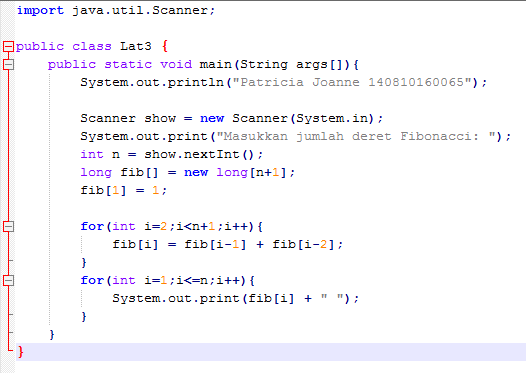 import java.util.Scanner;
public class Lat3 {
public static void main(String args[]){
System.out.println("Patricia Joanne 140810160065");
Scanner show = new Scanner(System.in);
System.out.print("Masukkan jumlah deret Fibonacci: ");
int n = show.nextInt();
long fib[] = new long[n+1];
fib[1] = 1;
for(int i=2;i<n+1;i++){
fib[i] = fib[i-1] + fib[i-2];
}
for(int i=1;i<=n;i++){
System.out.print(fib[i] + " ");
}
}
}